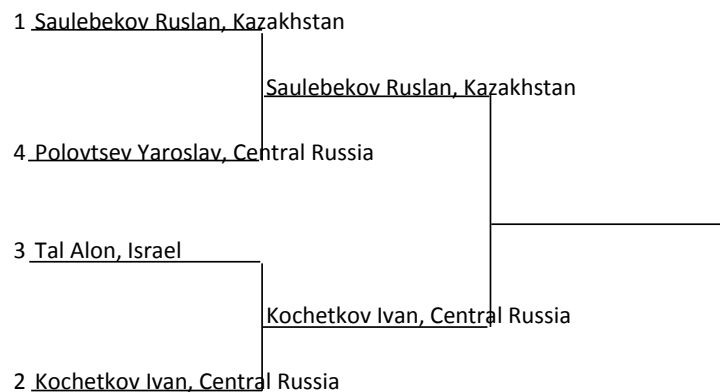 1 Saulebekov Ruslan, Kazakhstan
Saulebekov Ruslan, Kazakhstan
4 Polovtsev Yaroslav, Central Russia
3 Tal Alon, Israel
Kochetkov Ivan, Central Russia
2 Kochetkov Ivan, Central Russia